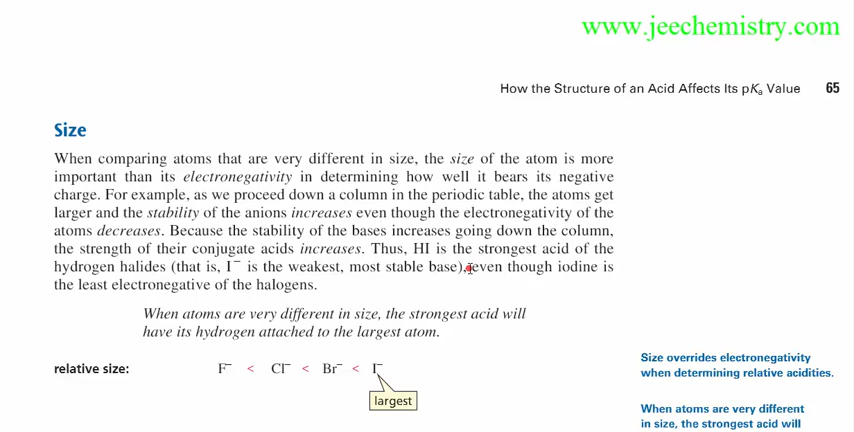 www.jeechemistry.com
How the Structure of an Acid Affects Its pKa Value 65
Size
When comparing atoms that are very different in size, the size of the atom is more
important than its electronegativity in determining how well it bears its negative
charge. For example, as we proceed down a column in the periodic table, the atoms get
larger and the stability of the anions increases even though the electronegativity of the
atoms decreases. Because the stability of the bases increases going down the column,
the strength of their conjugate acids increases. Thus, HI is the strongest acid of the
hydrogen halides (that is, I⁻ is the weakest, most stable base), even though iodine is
the least electronegative of the halogens.
When atoms are very different in size, the strongest acid will
have its hydrogen attached to the largest atom.
relative size: F⁻ < Cl⁻ < Br⁻ < I⁻
largest
Size overrides electronegativity
when determining relative acidities.
When atoms are very different
in size, the strongest acid will